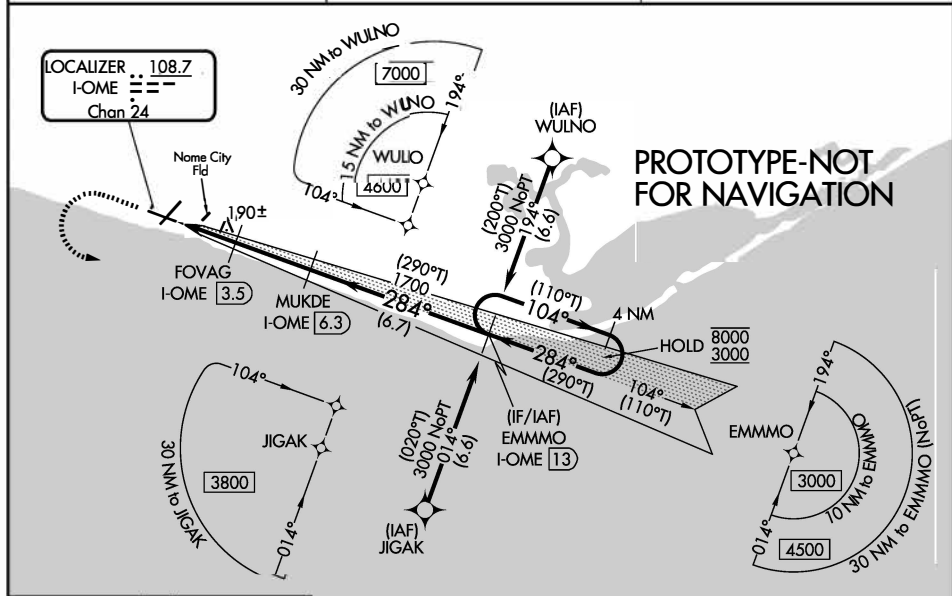 LOCALIZER 108.7
I-OME
Chan 24
Nome City
Fld
190±
30 NM to WULNO
7000
15 NM to WUNO
194°
4600
104°
(IAF)
WULNO
PROTOTYPE-NOT
FOR NAVIGATION
(200°T)
3000 NoPT
194°
(6.6)
FOVAG
I-OME 3.5
MUKDE
I-OME 6.3
(290°T)
1700
284°
(6.7)
(110°T)
104°
4 NM
HOLD 8000
3000
284°
(290°T)
104°
(110°T)
(IF/IAF)
EMMMO
I-OME 13
(020°T)
3000 NoPT
014°
(6.6)
(IAF)
JIGAK
104°
JIGAK
3800
30 NM to JIGAK
014°
194°
EMMMO
3000
10 NM to EMMMO
014°
4500
30 NM to EMMMO (NoPT)